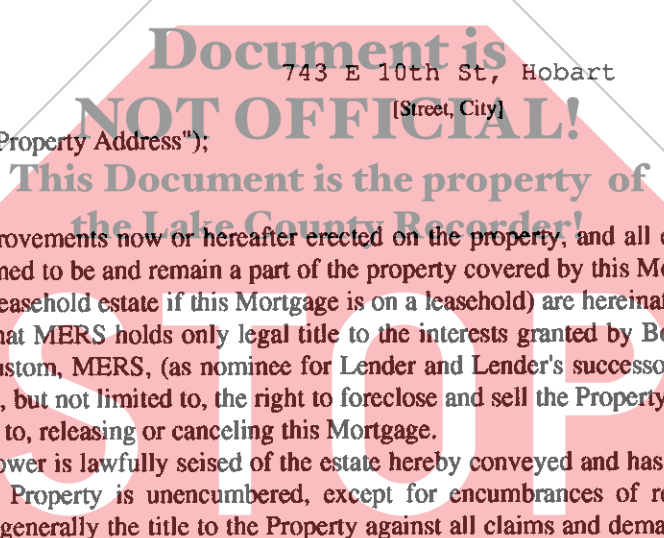 Document is
743 E 10th St, Hobart
NOT OFFICIAL!
[Street, City]
Property Address");
This Document is the property of
the Lake County Recorder!
rovements now or hereafter erected on the property, and all
med to be and remain a part of the property covered by this
easehold estate if this Mortgage is on a leasehold) are
hat MERS holds only legal title to the interests granted by
ustom, MERS, (as nominee for Lender and Lender's
, but not limited to, the right to foreclose and sell the Property
to, releasing or canceling this Mortgage.
ower is lawfully seised of the estate hereby conveyed and has
Property is unencumbered, except for encumbrances of
generally the title to the Property against all claims and
STOP